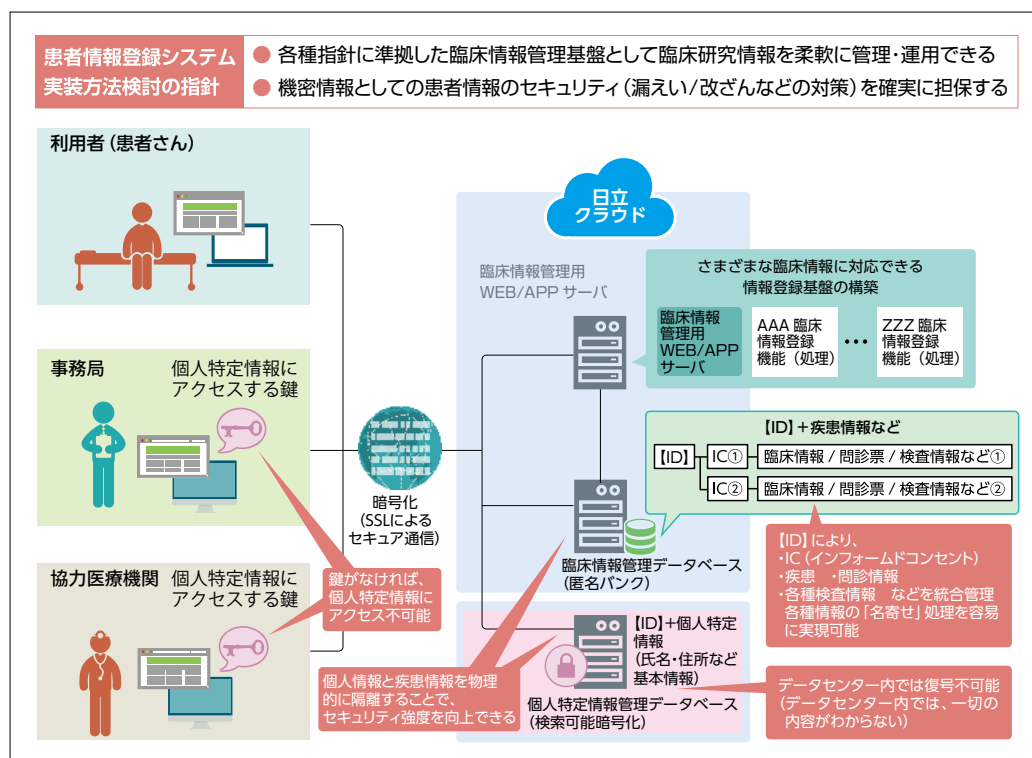 患者情報登録システム
実装方法検討の指針
● 各種指針に準拠した臨床情報管理基盤として臨床研究情報を柔軟に管理・運用できる
● 機密情報としての患者情報のセキュリティ(漏えい/改ざんなどの対策)を確実に担保する
利用者(患者さん)
日立
クラウド
臨床情報管理用
WEB/APP サーバ
さまざまな臨床情報に対応できる
情報登録基盤の構築
臨床情報
管理用
WEB/APP
サーバ
AAA 臨床
情報登録
機能(処理)
・・・
ZZZ 臨床
情報登録
機能(処理)
事務局
個人特定情報に
アクセスする鍵
暗号化
(SSLによる
セキュア通信)
【ID】+疾患情報など
【ID】
IC①
臨床情報 / 問診票 / 検査情報など①
IC②
臨床情報 / 問診票 / 検査情報など②
臨床情報管理データベース
(匿名バンク)
【ID】により、
・IC(インフォームドコンセント)
・疾患 ・問診情報
・各種検査情報 などを統合管理
各種情報の「名寄せ」処理を容易
に実現可能
協力医療機関
個人特定情報に
アクセスする鍵
鍵がなければ、
個人特定情報に
アクセス不可能
個人情報と疾患情報を物理
的に隔離することで、
セキュリティ強度を向上できる
【ID】+個人特定
情報
(氏名・住所など
基本情報)
個人特定情報管理データベース
(検索可能暗号化)
データセンター内では復号不可能
(データセンター内では、一切の
内容がわからない)